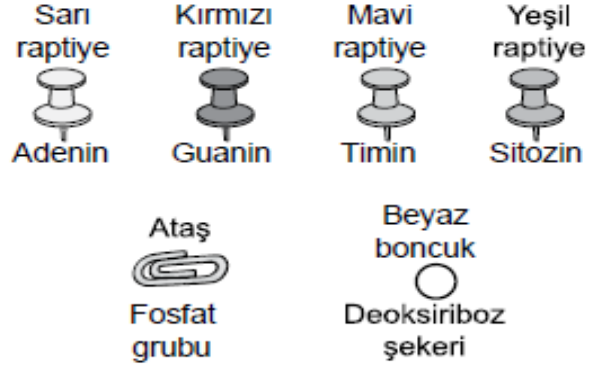 Sarı raptiye
Kırmızı raptiye
Mavi raptiye
Yeşil raptiye
Adenin
Guanin
Timin
Sitozin
Ataş
Beyaz boncuk
Fosfat grubu
Deoksiriboz şekeri